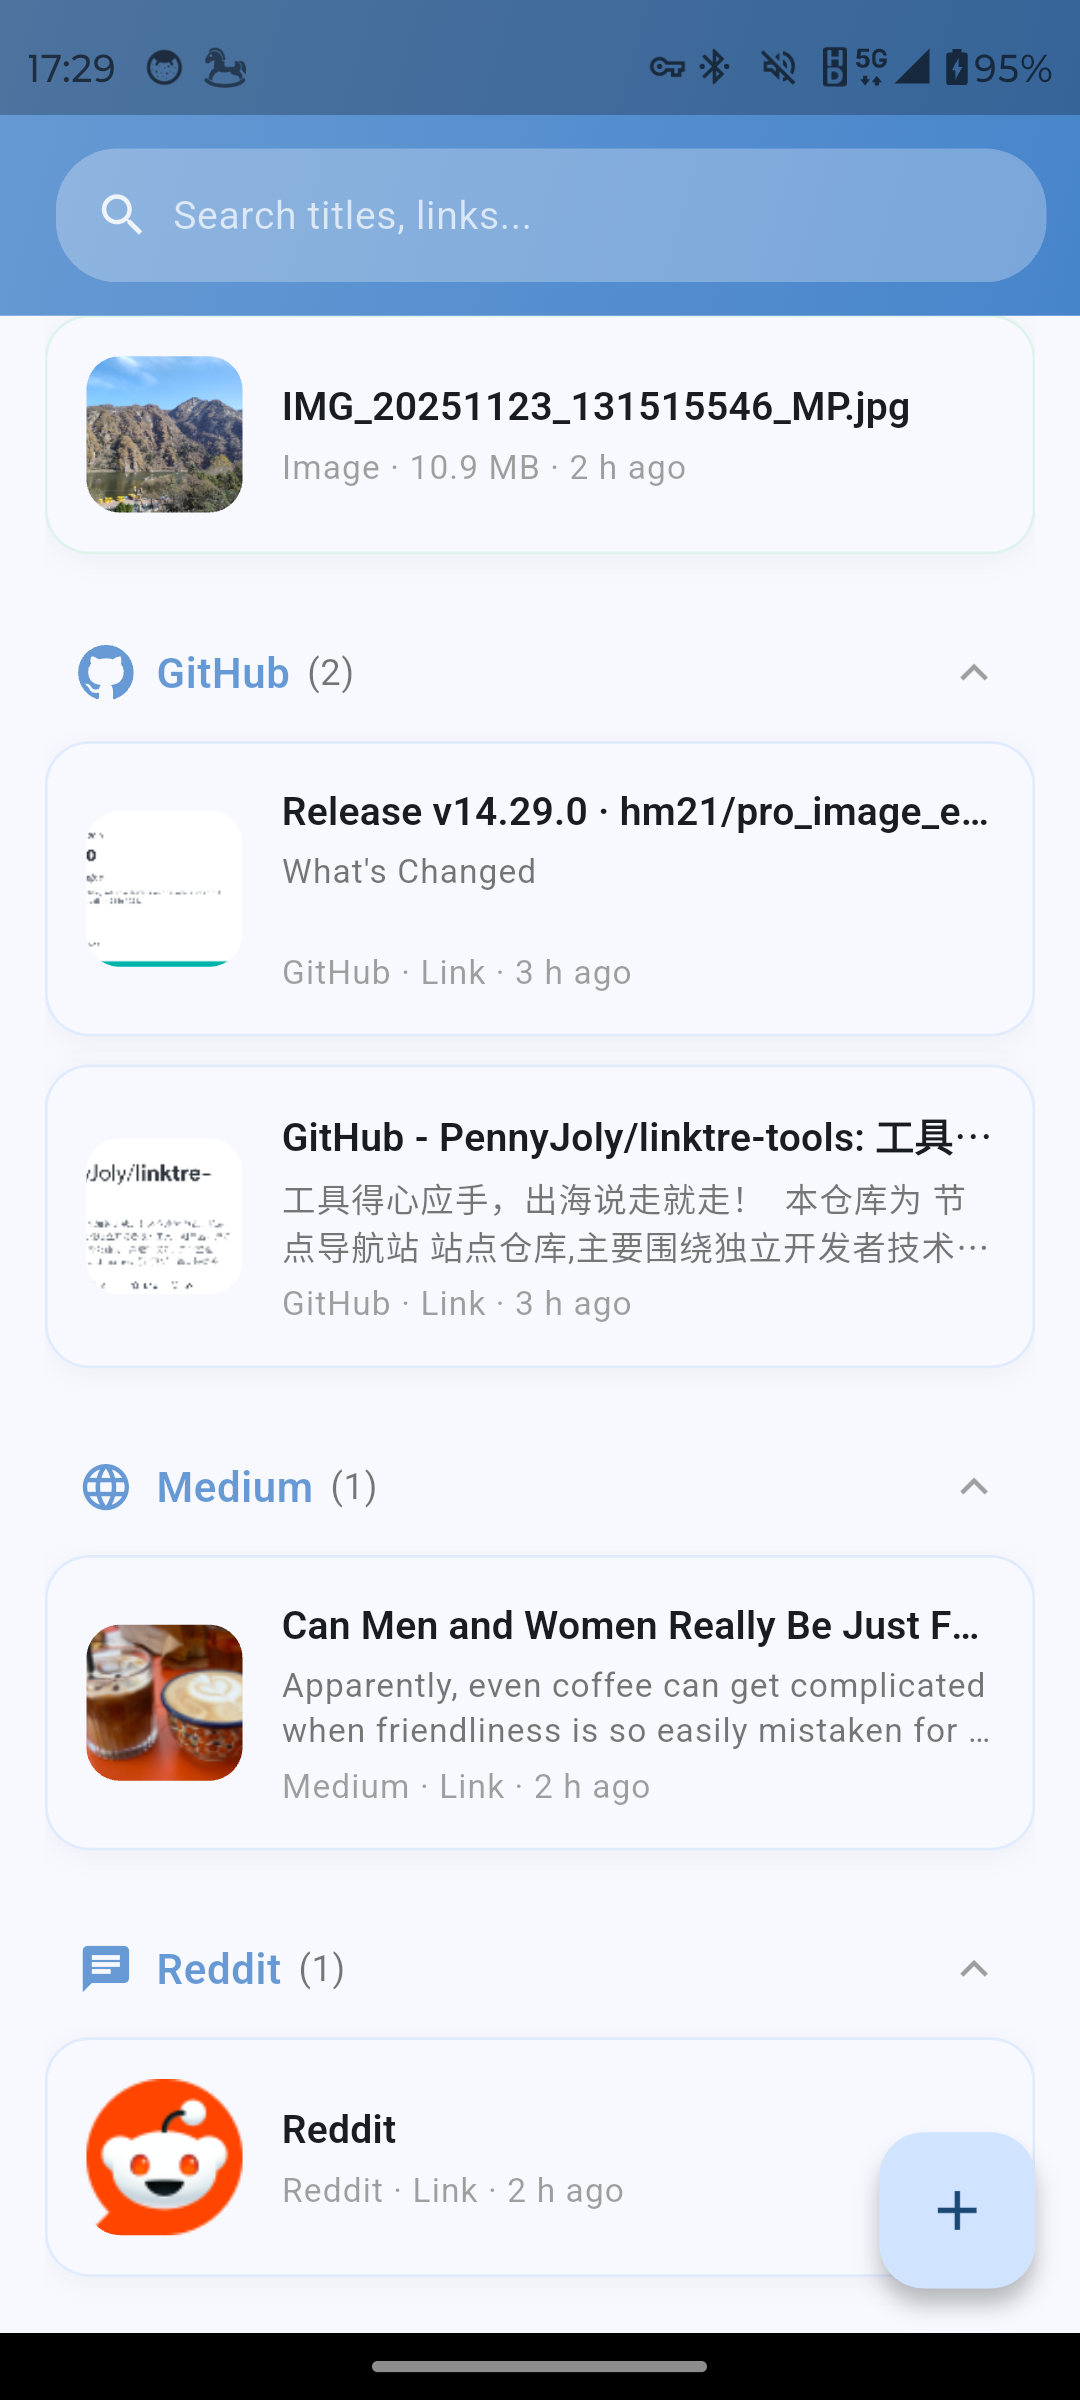 17:29
HD 5G 95%
Search titles, links...
IMG_20251123_131515546_MP.jpg
Image · 10.9 MB · 2 h ago
GitHub (2)
Release v14.29.0 · hm21/pro_image_e...
What's Changed
GitHub · Link · 3 h ago
yJoly/linktre-
GitHub - PennyJoly/linktre-tools: 工具···
工具得心应手，出海说走就走！ 本仓库为 节
点导航站 站点仓库,主要围绕独立开发者技术···
GitHub · Link · 3 h ago
Medium (1)
Can Men and Women Really Be Just F...
Apparently, even coffee can get complicated
when friendliness is so easily mistaken for ...
Medium · Link · 2 h ago
Reddit (1)
Reddit
Reddit · Link · 2 h ago